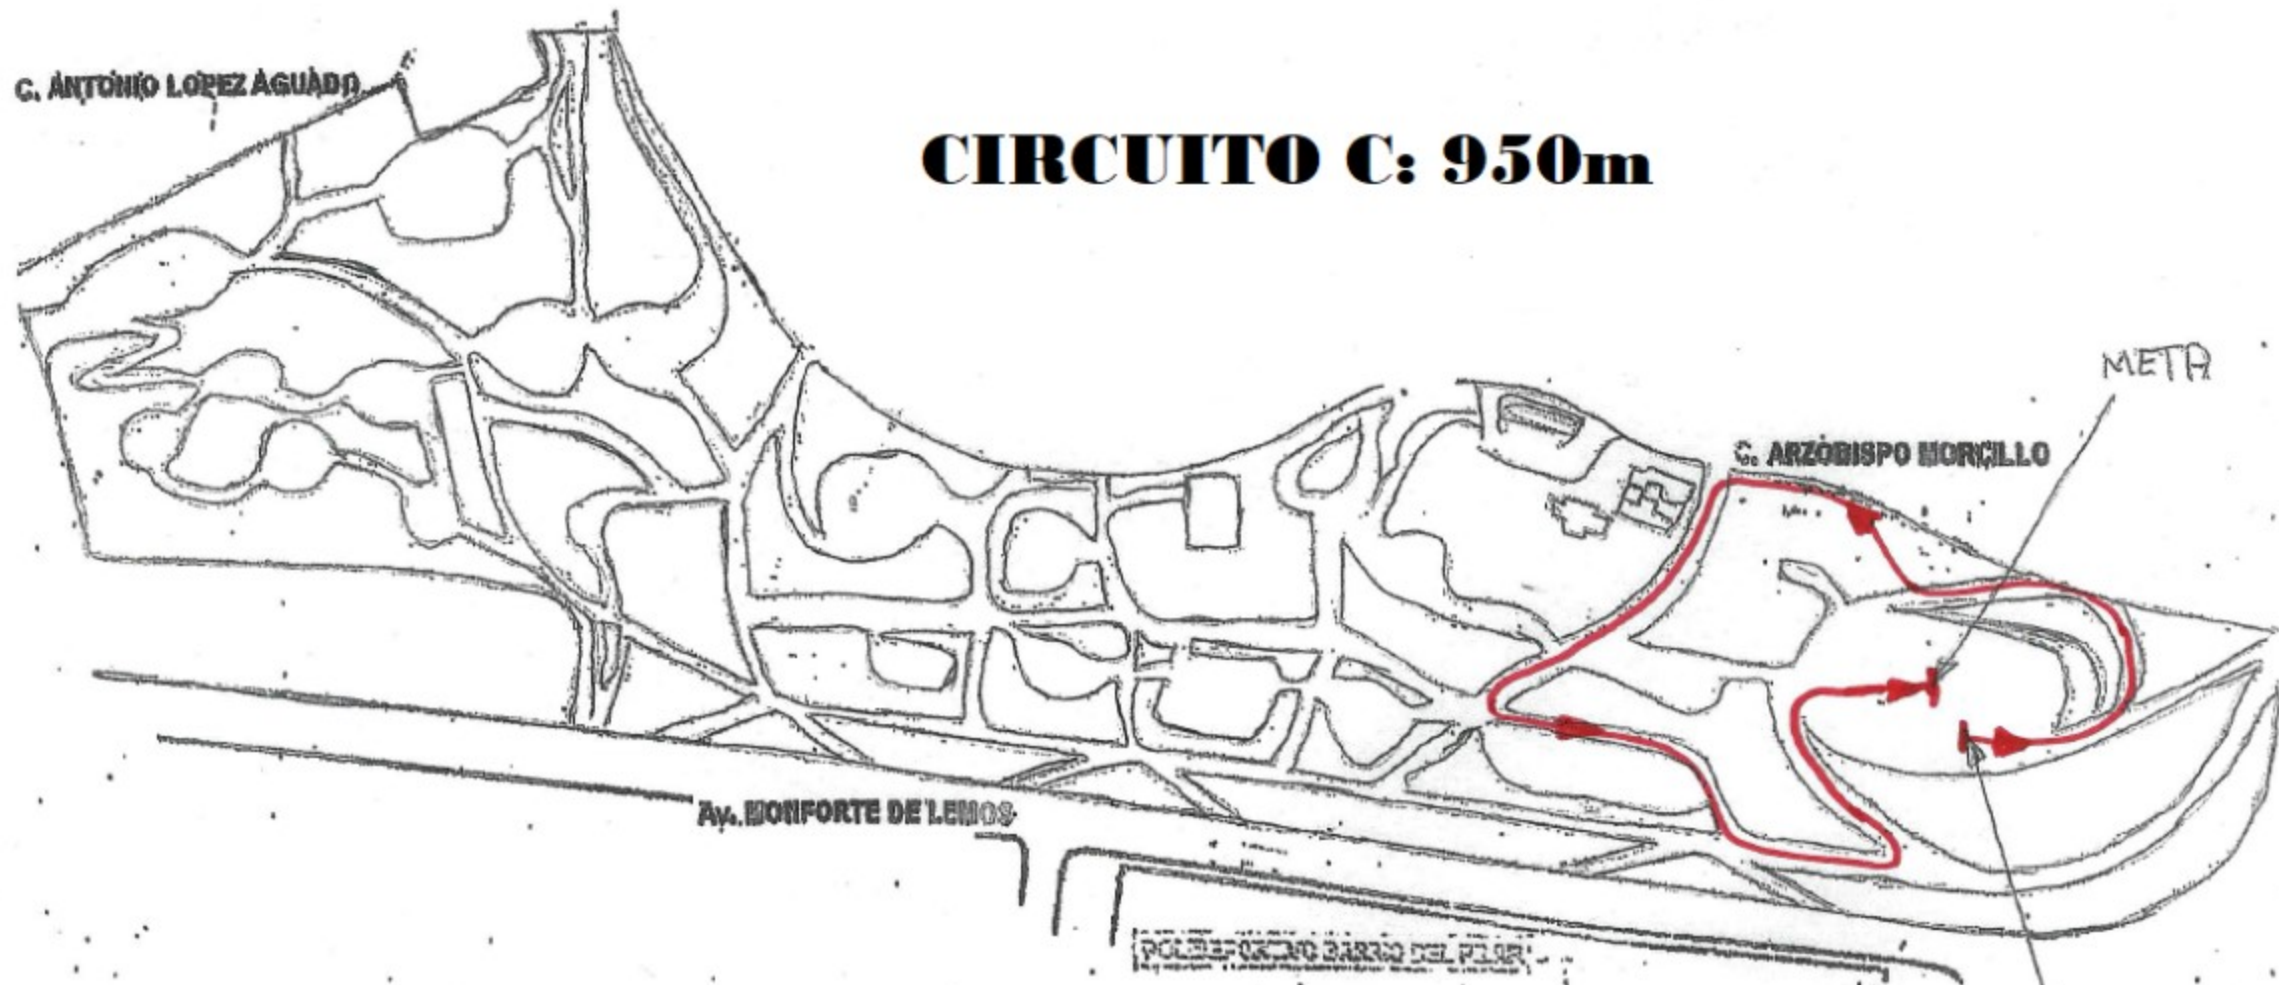 C. ANTONIO LOPEZ AGUADO
CIRCUITO C: 950m
META
C. ARZOBISPO MORCILLO
Av. MONFORTE DE LEMOS
POLIDEPORTIVO BARRIO DEL PILAR